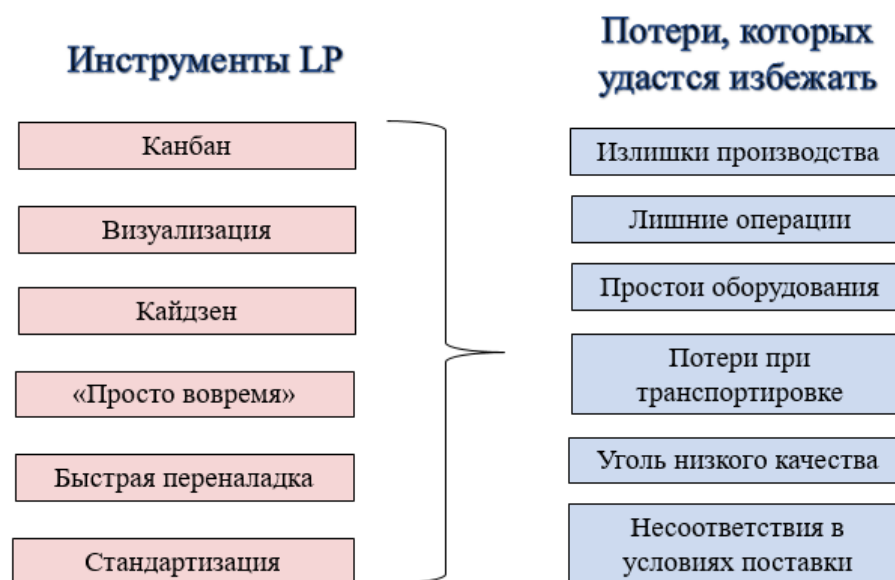 Инструменты LP
Канбан
Визуализация
Кайдзен
«Просто вовремя»
Быстрая переналадка
Стандартизация
Потери, которых
удастся избежать
Излишки производства
Лишние операции
Простои оборудования
Потери при
транспортировке
Уголь низкого качества
Несоответствия в
условиях поставки